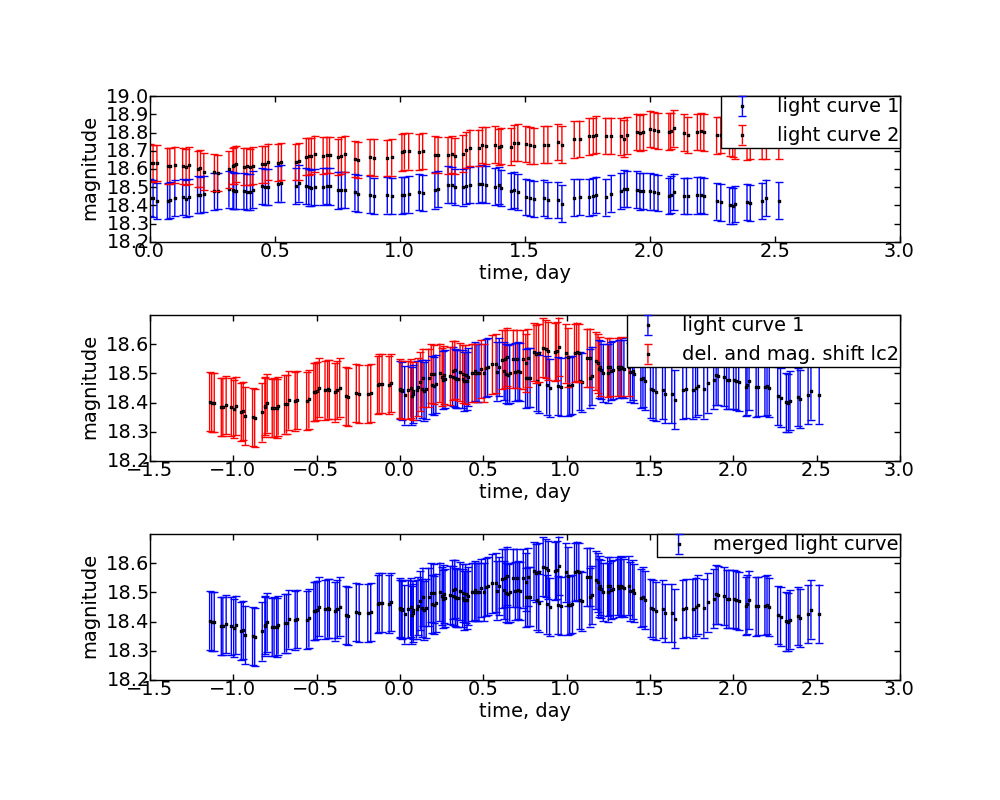 19.0
18.9
18.8
18.7
18.6
18.5
18.4
18.3
18.2
magnitude
light curve 1
light curve 2
0.0 0.5 1.0 1.5 2.0 2.5 3.0
time, day
18.6
18.5
18.4
18.3
18.2
magnitude
light curve 1
del. and mag. shift lc2
−1.5 −1.0 −0.5 0.0 0.5 1.0 1.5 2.0 2.5 3.0
time, day
18.6
18.5
18.4
18.3
18.2
magnitude
merged light curve
−1.5 −1.0 −0.5 0.0 0.5 1.0 1.5 2.0 2.5 3.0
time, day